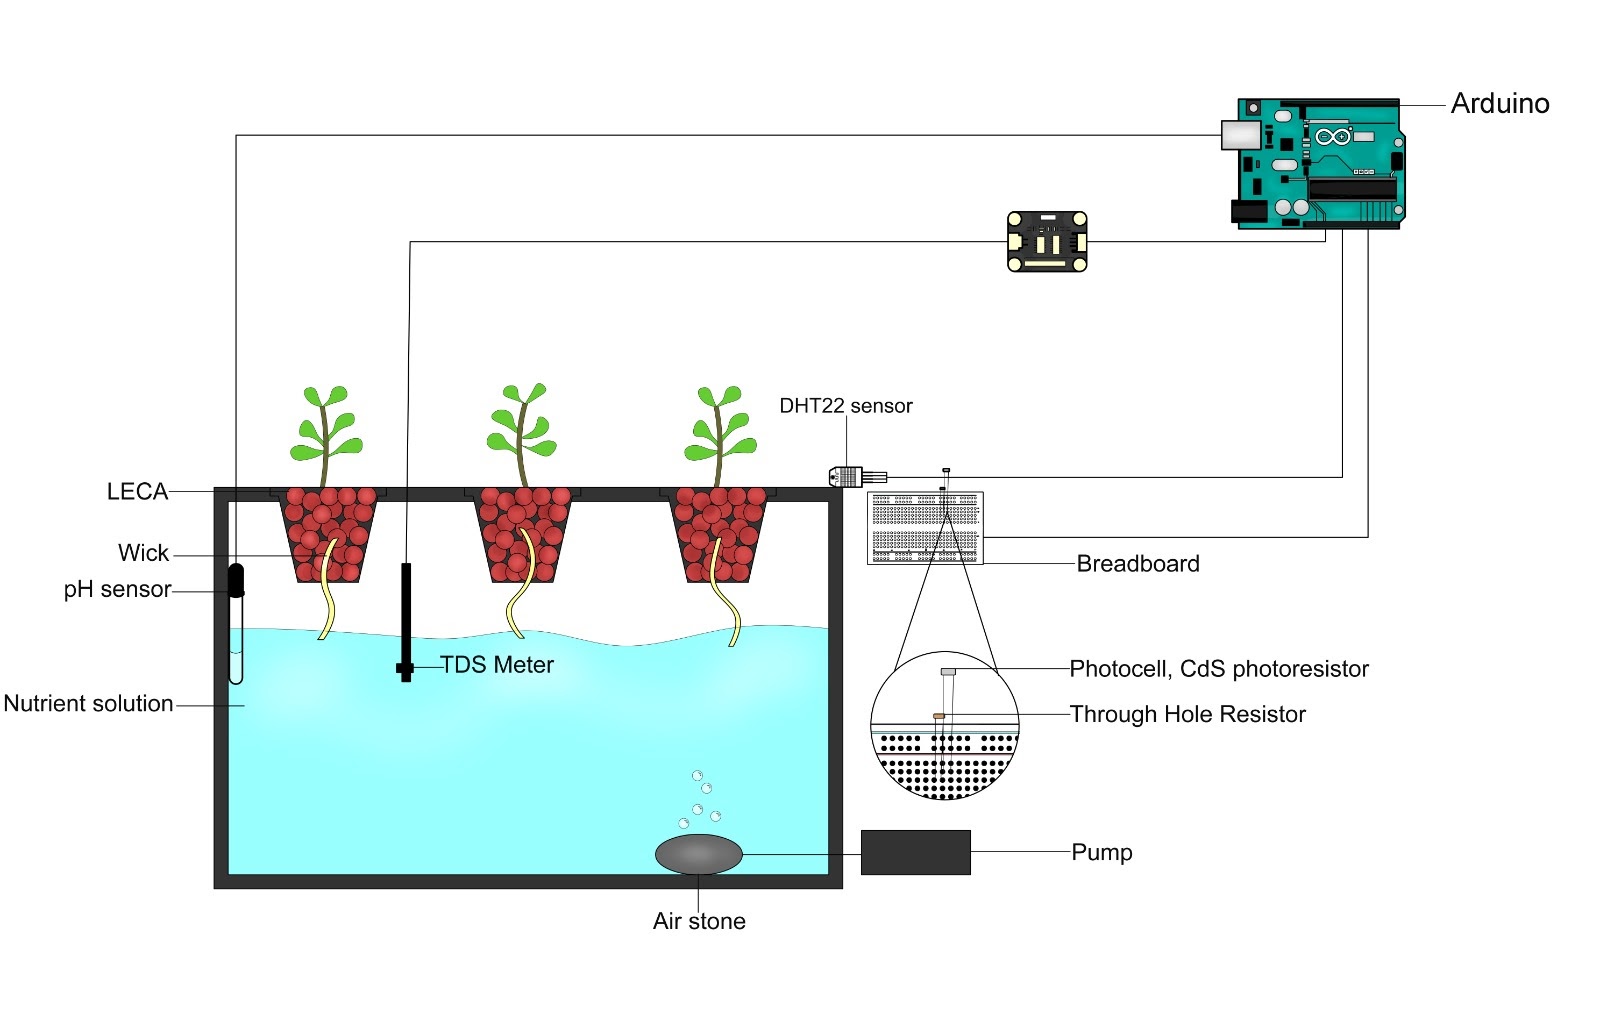 Arduino
DHT22 sensor
LECA
Wick
Breadboard
pH sensor
TDS Meter
Photocell, CdS photoresistor
Nutrient solution
Through Hole Resistor
Pump
Air stone